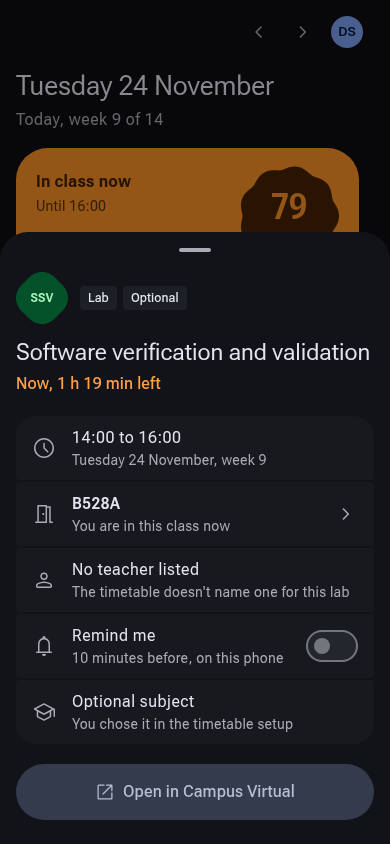 DS
Tuesday 24 November
Today, week 9 of 14
In class now
Until 16:00
79
SSV
Lab
Optional
Software verification and validation
Now, 1 h 19 min left
14:00 to 16:00
Tuesday 24 November, week 9
B528A
You are in this class now
No teacher listed
The timetable doesn't name one for this lab
Remind me
10 minutes before, on this phone
Optional subject
You chose it in the timetable setup
Open in Campus Virtual